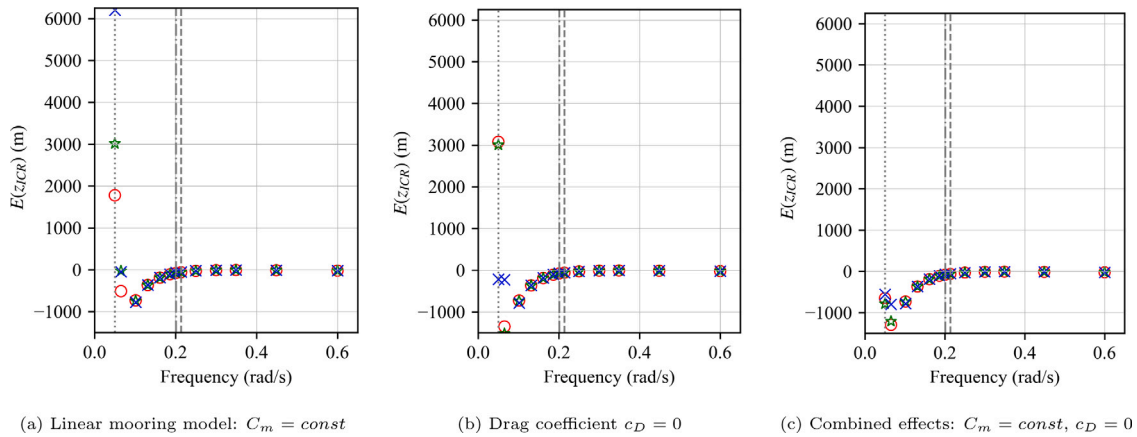 6000
5000
4000
3000
2000
1000
0
−1000
E(z_ICR) (m)
0.0 0.2 0.4 0.6
Frequency (rad/s)
6000
5000
4000
3000
2000
1000
0
−1000
E(z_ICR) (m)
0.0 0.2 0.4 0.6
Frequency (rad/s)
6000
5000
4000
3000
2000
1000
0
−1000
E(z_ICR) (m)
0.0 0.2 0.4 0.6
Frequency (rad/s)
(a) Linear mooring model: C_m = const
(b) Drag coefficient c_D = 0
(c) Combined effects: C_m = const, c_D = 0